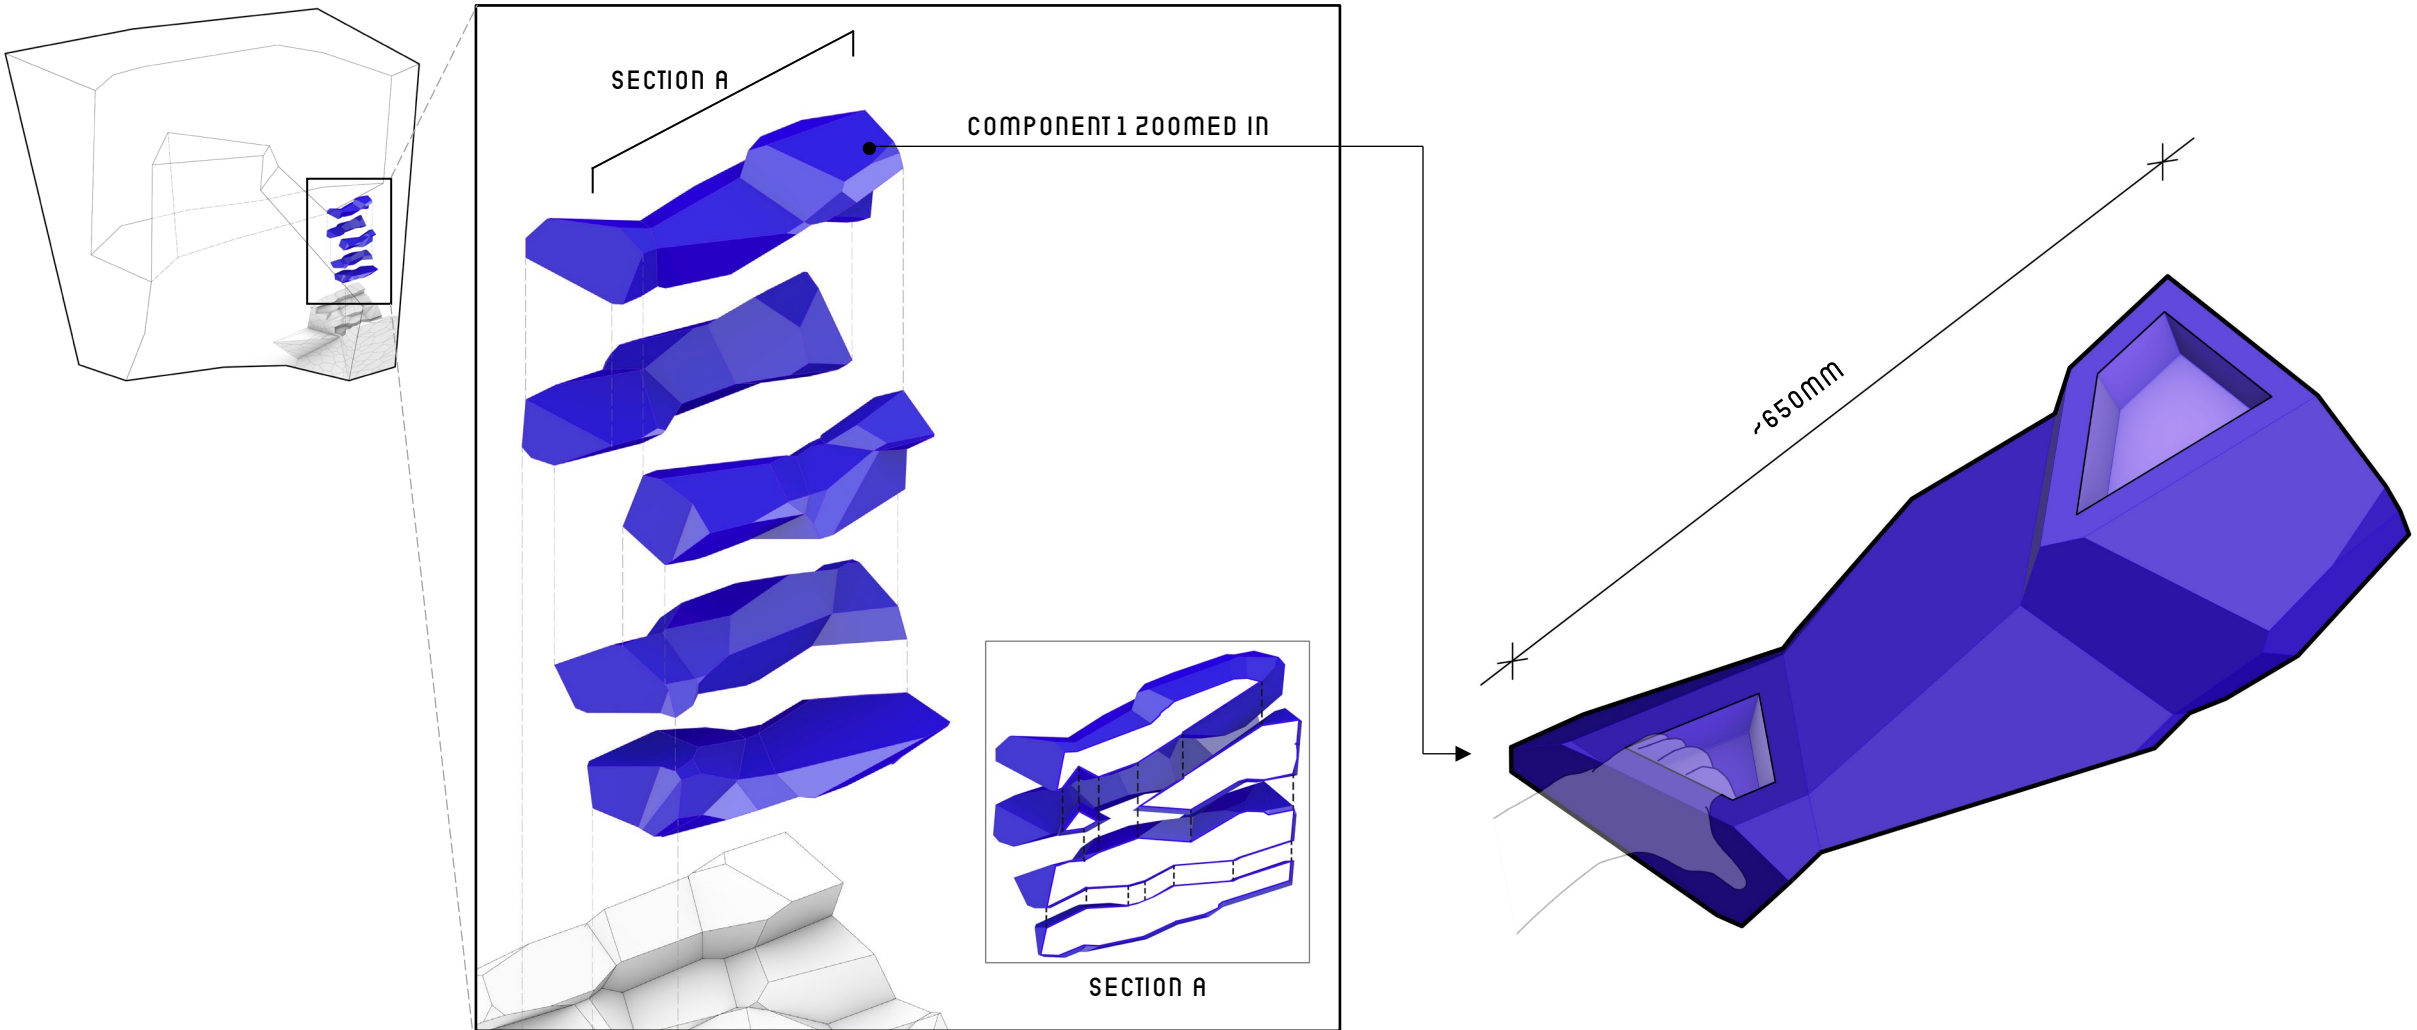 SECTION A
COMPONENT 1 ZOOMED IN
~650mm
SECTION A